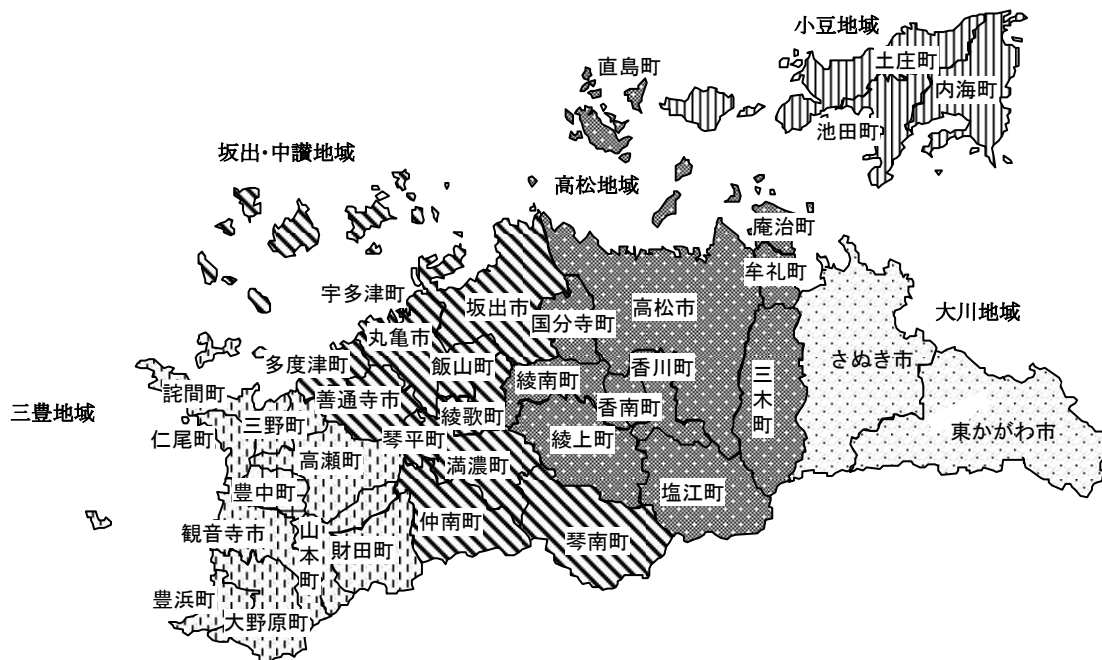 小豆地域
土庄町
直島町
内海町
池田町
坂出・中讃地域
高松地域
庵治町
牟礼町
宇多津町
坂出市
国分寺町
高松市
大川地域
丸亀市
さぬき市
多度津町
飯山町
香川町
三木町
綾南町
詫間町
善通寺市
香南町
三豊地域
三野町
綾歌町
仁尾町
琴平町
綾上町
東かがわ市
高瀬町
満濃町
豊中町
塩江町
仲南町
観音寺市
山本町
財田町
琴南町
豊浜町
大野原町